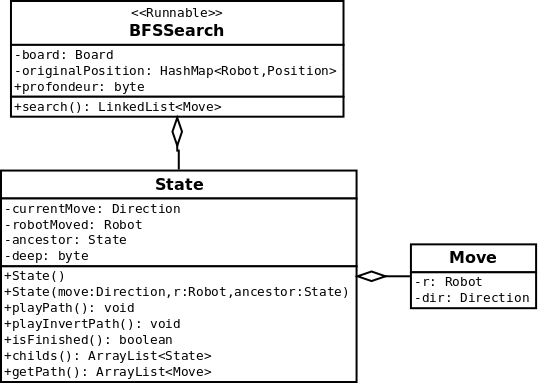 <<Runnable>>
BFSSearch
-board: Board
-originalPosition: HashMap<Robot,Position>
+profondeur: byte
+search(): LinkedList<Move>
State
-currentMove: Direction
-robotMoved: Robot
-ancestor: State
-deep: byte
+State()
+State(move:Direction,r:Robot,ancestor:State)
+playPath(): void
+playInvertPath(): void
+isFinished(): boolean
+childs(): ArrayList<State>
+getPath(): ArrayList<Move>
Move
-r: Robot
-dir: Direction